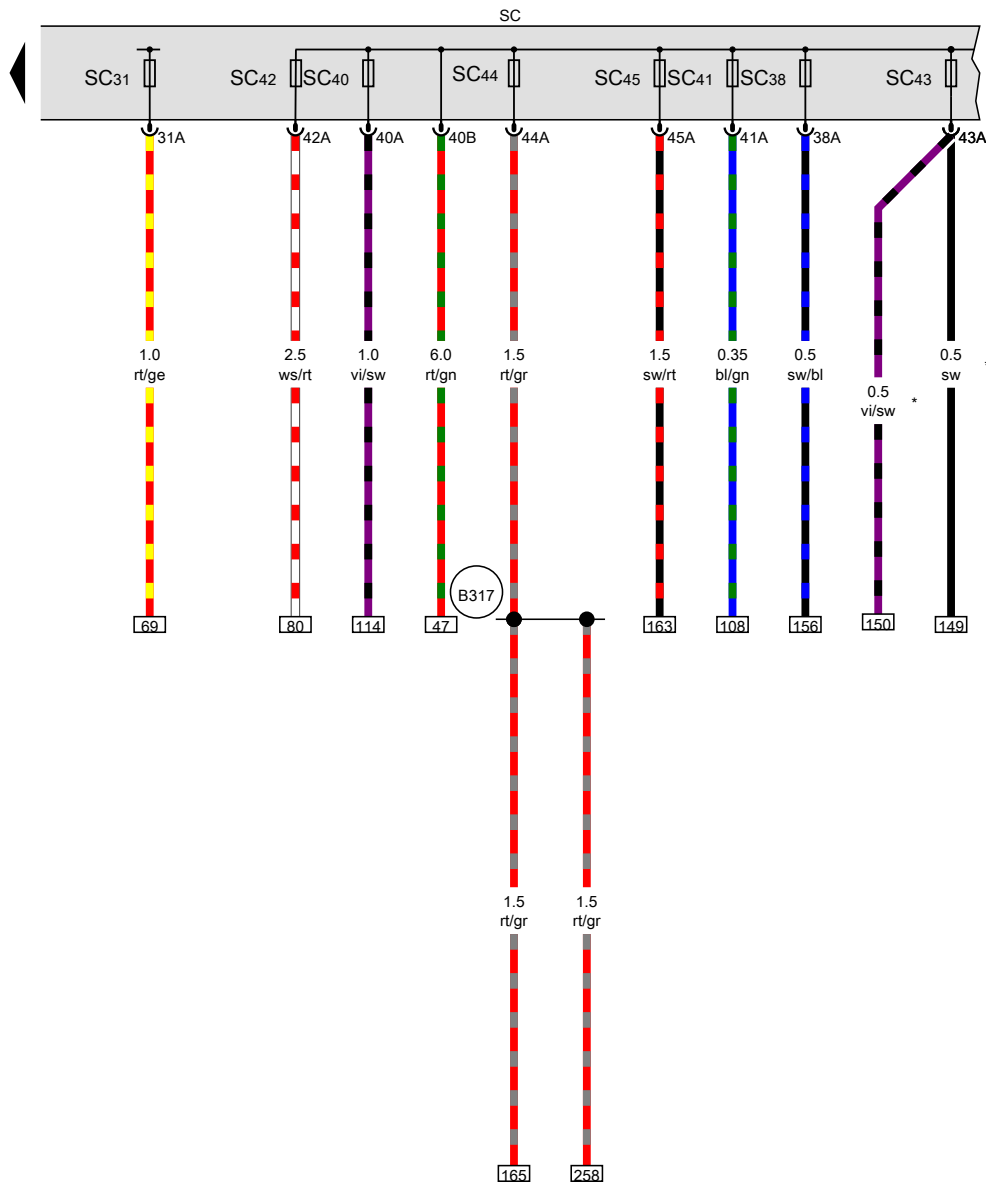 SC
SC31 SC42 SC40 SC44 SC45 SC41 SC38 SC43
31A 42A 40A 40B 44A 45A 41A 38A 43A
1.0 2.5 1.0 6.0 1.5 1.5 0.35 0.5 0.5
rt/ge ws/rt vi/sw rt/gn rt/gr sw/rt bl/gn sw/bl sw *
0.5
vi/sw *
B317
69 80 114 47 163 108 156 150 149
1.5 1.5
rt/gr rt/gr
165 258